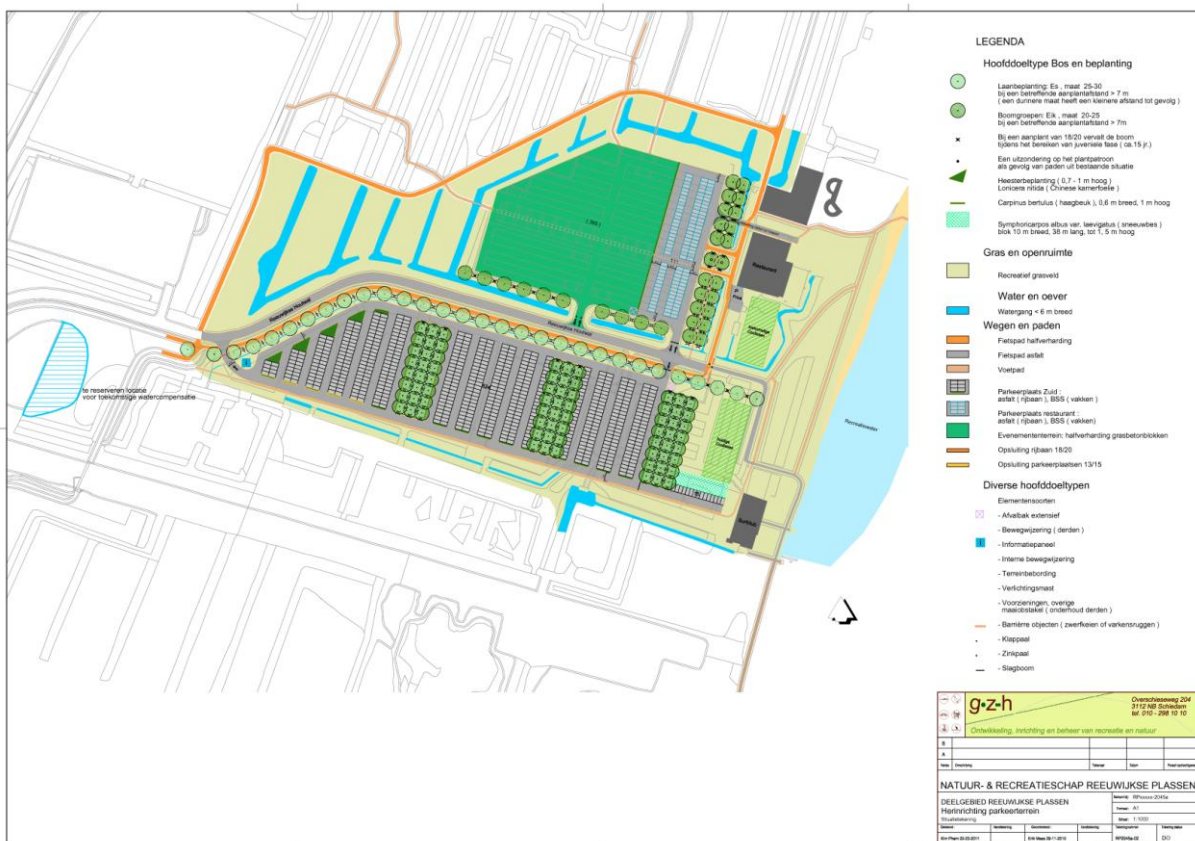 LEGENDA
Hoofddoeltype Bos en beplanting
Laanbeplanting: Es , maat 25-30
bij een betreffende aanplantafstand > 7 m
( een dunnere maat heeft een kleinere afstand tot gevolg )
Boomgroepen: Eik , maat 20-25
bij een betreffende aanplantafstand > 7m
Bij een aanplant van 18/20 vervalt de boom
tijdens het bereiken van juveniele fase ( ca.15 jr.)
Een uitzondering op het plantpatroon
als gevolg van paden uit bestaande situatie
Heesterbeplanting ( 0,7 - 1 m hoog )
Lonicera nitida ( Chinese kamerfoelie )
Carpinus bertulus ( haagbeuk ), 0,6 m breed, 1 m hoog
Symphoricarpos albus var, laevigatus ( sneeuwbes )
blok 10 m breed, 38 m lang, tot 1, 5 m hoog
Gras en openruimte
Recreatief grasveld
Water en oever
Watergang < 6 m breed
Wegen en paden
Fietspad halfverharding
Fietspad asfalt
Voetpad
Parkeerplaats Zuid :
asfalt ( rijbaan ), BSS ( vakken )
Parkeerplaats restaurant :
asfalt ( rijbaan ), BSS ( vakken)
Evenemententerrein: halfverharding grasbetonblokken
Opsluiting rijbaan 18/20
Opsluiting parkeerplaatsen 13/15
Diverse hoofddoeltypen
Elementensoorten
- Afvalbak extensief
- Bewegwijzering ( derden )
- Informatiepaneel
- Interne bewegwijzering
- Terreinbebording
- Verlichtingsmast
- Voorzieningen, overige
maaiobstakel ( onderhoud derden )
- Barrièrre objecten ( zwerfkeien of varkensruggen )
- Klappaal
- Zinkpaal
- Slagboom
Reeuwijkse Houtwal
Reeuwijkse Houtwal
Restaurant
Surfclub
Recreatieplas
te reserveren locatie
voor toekomstige watercompensatie
g·z·h
Overschieseweg 204
3112 NB Schiedam
tel. 010 - 298 10 10
Ontwikkeling, inrichting en beheer van recreatie en natuur
B
A
NATUUR- & RECREATIESCHAP REEUWIJKSE PLASSEN
DEELGEBIED REEUWIJKSE PLASSEN
Herinrichting parkeerterrein
A1
1:1000
DO